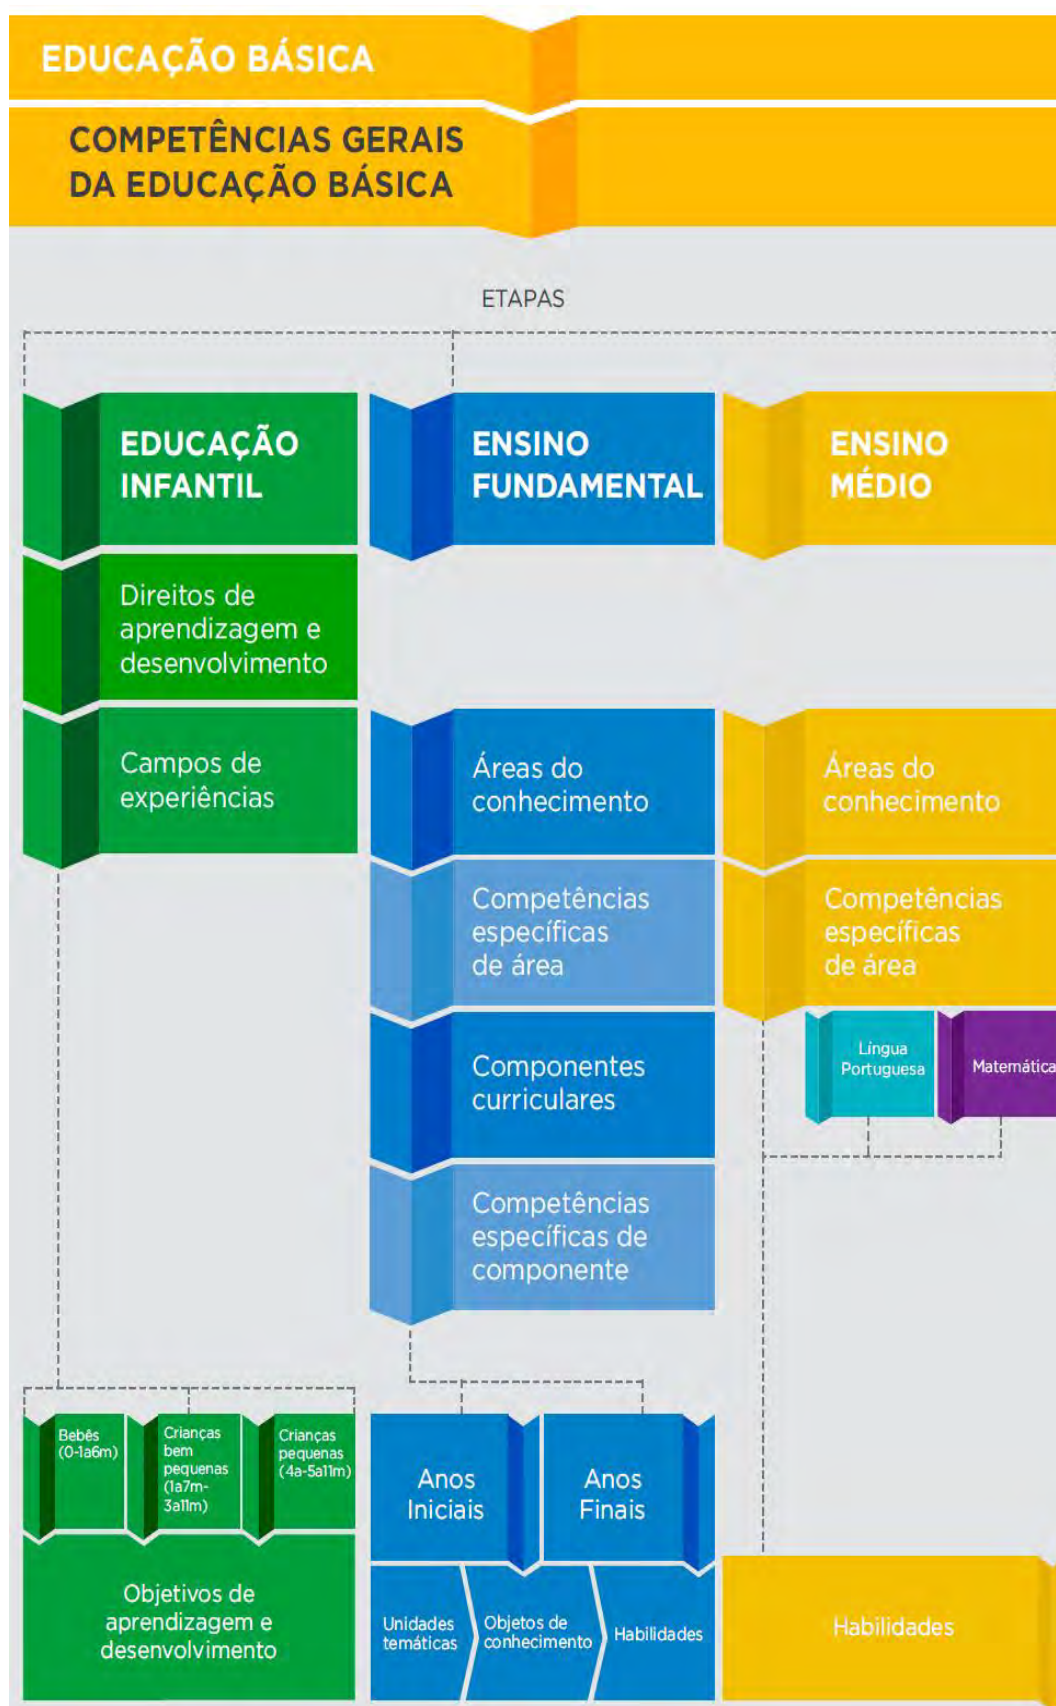 EDUCAÇÃO BÁSICA
COMPETÊNCIAS GERAIS
DA EDUCAÇÃO BÁSICA
ETAPAS
EDUCAÇÃO
INFANTIL
Direitos de
aprendizagem e
desenvolvimento
Campos de
experiências
Bebês
(0-1a6m)
Crianças
bem
pequenas
(1a7m-
3a11m)
Crianças
pequenas
(4a-5a11m)
Objetivos de
aprendizagem e
desenvolvimento
ENSINO
FUNDAMENTAL
Áreas do
conhecimento
Competências
específicas
de área
Componentes
curriculares
Competências
específicas de
componente
Anos
Iniciais
Anos
Finais
Unidades
temáticas
Objetos de
conhecimento
Habilidades
ENSINO
MÉDIO
Áreas do
conhecimento
Competências
específicas
de área
Língua
Portuguesa
Matemática
Habilidades